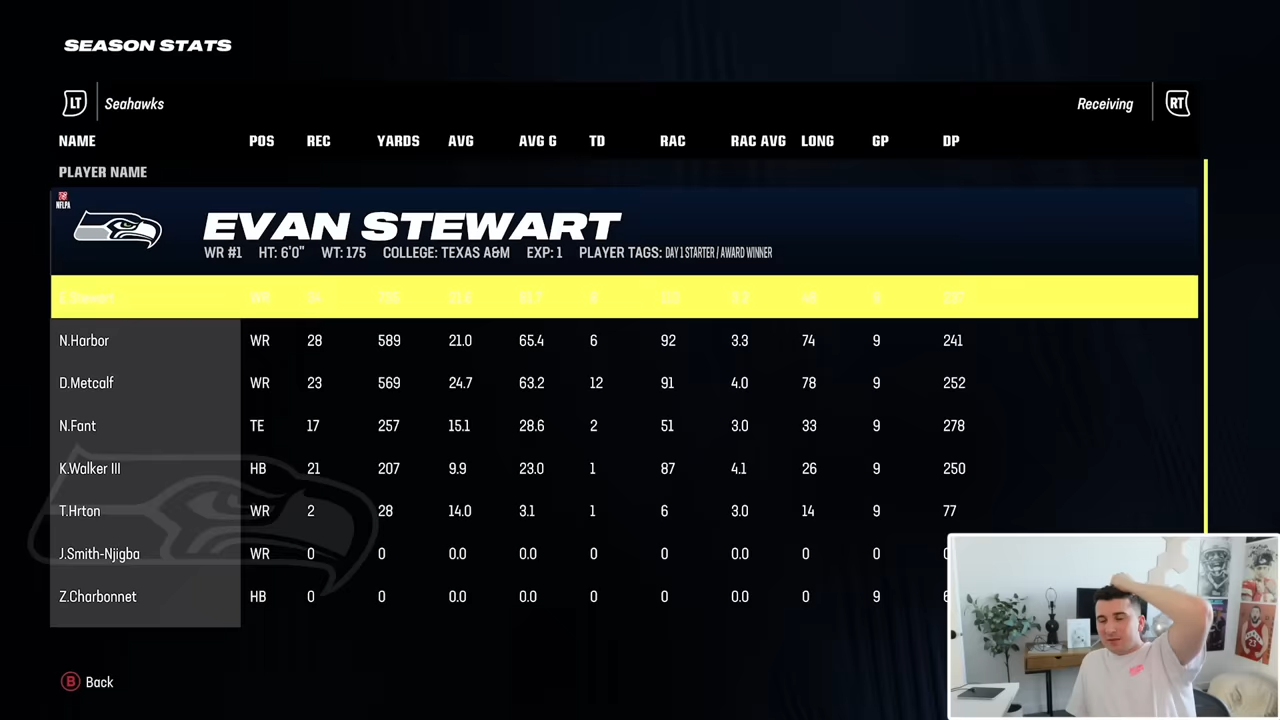 SEASON STATS
LT Seahawks Receiving RT
NAME POS REC YARDS AVG AVG G TD RAC RAC AVG LONG GP DP
PLAYER NAME
NFLPA
EVAN STEWART
WR #1 HT: 6'0" WT: 175 COLLEGE: TEXAS A&M EXP: 1 PLAYER TAGS: DAY 1 STARTER / AWARD WINNER
E.Stewart WR
N.Harbor WR 28 589 21.0 65.4 6 92 3.3 74 9 241
D.Metcalf WR 23 569 24.7 63.2 12 91 4.0 78 9 252
N.Fant TE 17 257 15.1 28.6 2 51 3.0 33 9 278
K.Walker III HB 21 207 9.9 23.0 1 87 4.1 26 9 250
T.Hrton WR 2 28 14.0 3.1 1 6 3.0 14 9 77
J.Smith-Njigba WR 0 0 0.0 0.0 0 0 0.0 0 0
Z.Charbonnet HB 0 0 0.0 0.0 0 0 0.0 0 9
B Back